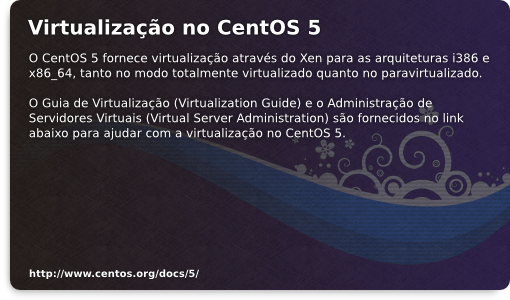 Virtualização no CentOS 5
O CentOS 5 fornece virtualização através do Xen para as arquiteturas i386 e
x86_64, tanto no modo totalmente virtualizado quanto no paravirtualizado.
O Guia de Virtualização (Virtualization Guide) e o Administração de
Servidores Virtuais (Virtual Server Administration) são fornecidos no link
abaixo para ajudar com a virtualização no CentOS 5.
http://www.centos.org/docs/5/